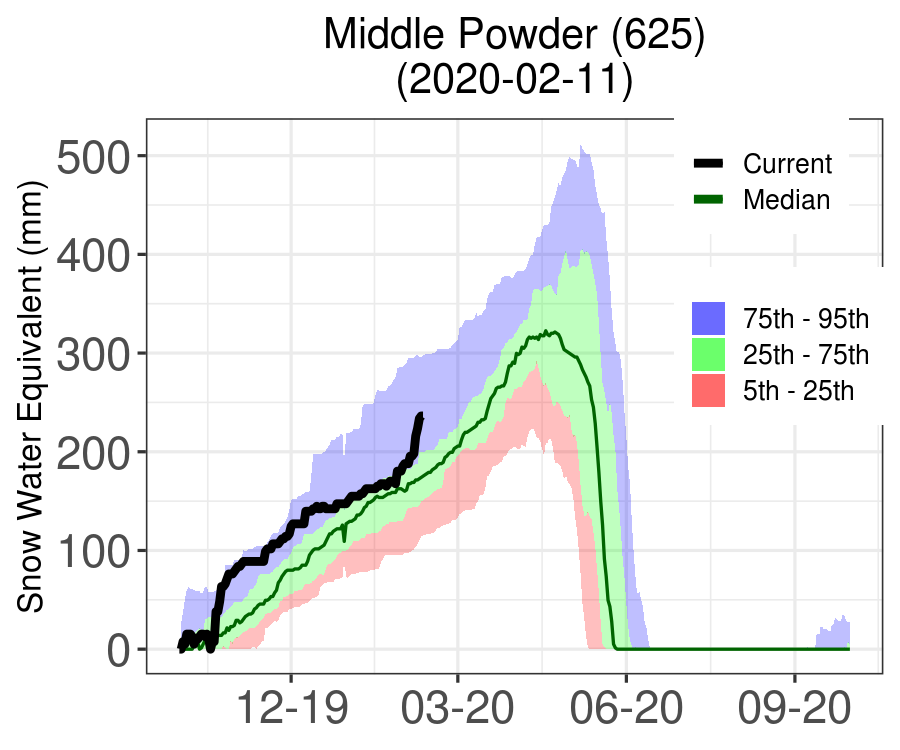 Middle Powder (625)
(2020-02-11)
Snow Water Equivalent (mm)
500
400
300
200
100
0
12-19
03-20
06-20
09-20
Current
Median
75th - 95th
25th - 75th
5th - 25th